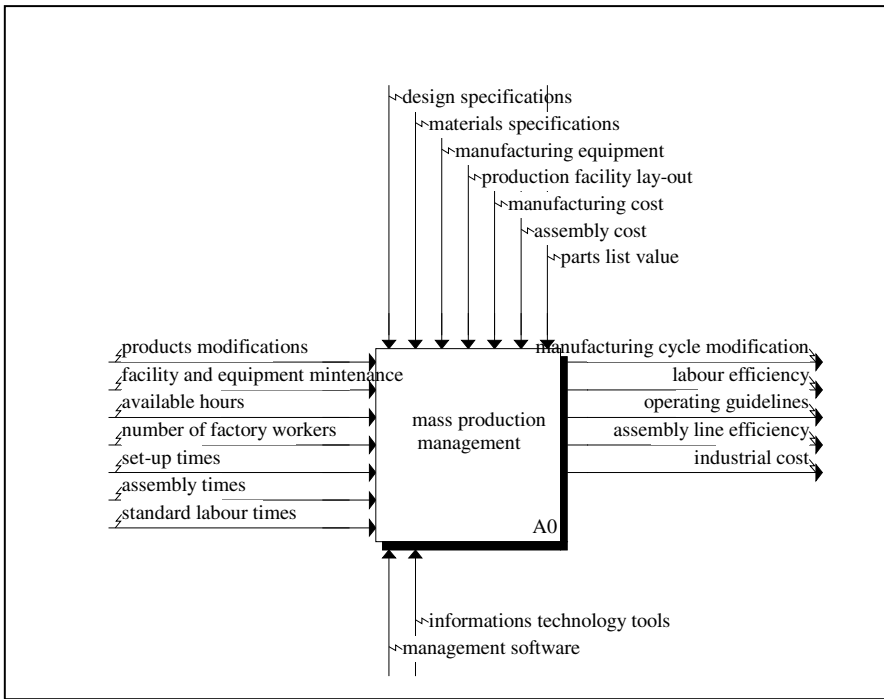 design specifications
materials specifications
manufacturing equipment
production facility lay-out
manufacturing cost
assembly cost
parts list value
products modifications
facility and equipment mintenance
available hours
number of factory workers
set-up times
assembly times
standard labour times
mass production
management
A0
manufacturing cycle modification
labour efficiency
operating guidelines
assembly line efficiency
industrial cost
informations technology tools
management software